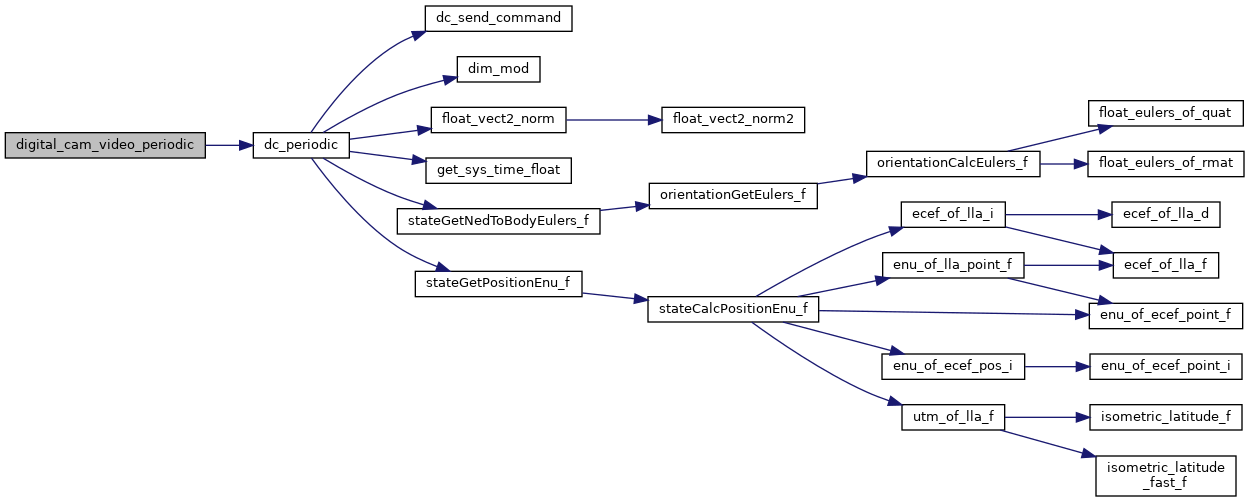 digital_cam_video_periodic
dc_periodic
dc_send_command
dim_mod
float_vect2_norm
float_vect2_norm2
get_sys_time_float
stateGetNedToBodyEulers_f
orientationGetEulers_f
orientationCalcEulers_f
float_eulers_of_quat
float_eulers_of_rmat
stateGetPositionEnu_f
stateCalcPositionEnu_f
ecef_of_lla_i
ecef_of_lla_d
enu_of_lla_point_f
ecef_of_lla_f
enu_of_ecef_point_f
enu_of_ecef_pos_i
enu_of_ecef_point_i
utm_of_lla_f
isometric_latitude_f
isometric_latitude
_fast_f